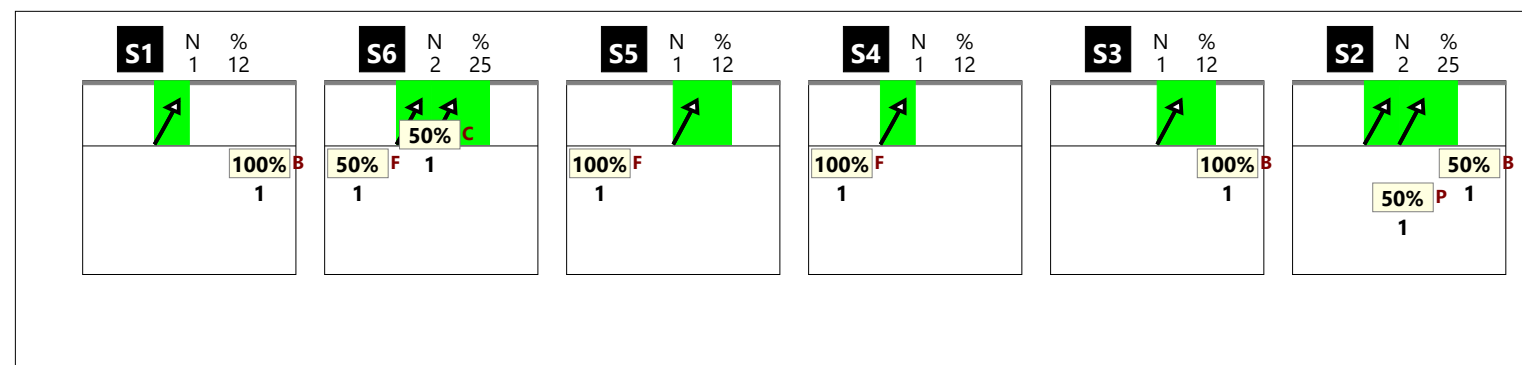 S1 N % S6 N % S5 N % S4 N % S3 N % S2 N %
1 12 2 25 1 12 1 12 1 12 2 25
50% C
100% B 50% F 1 100% F 100% F 100% B 50% B
1 1 1 1 1 50% P 1
1